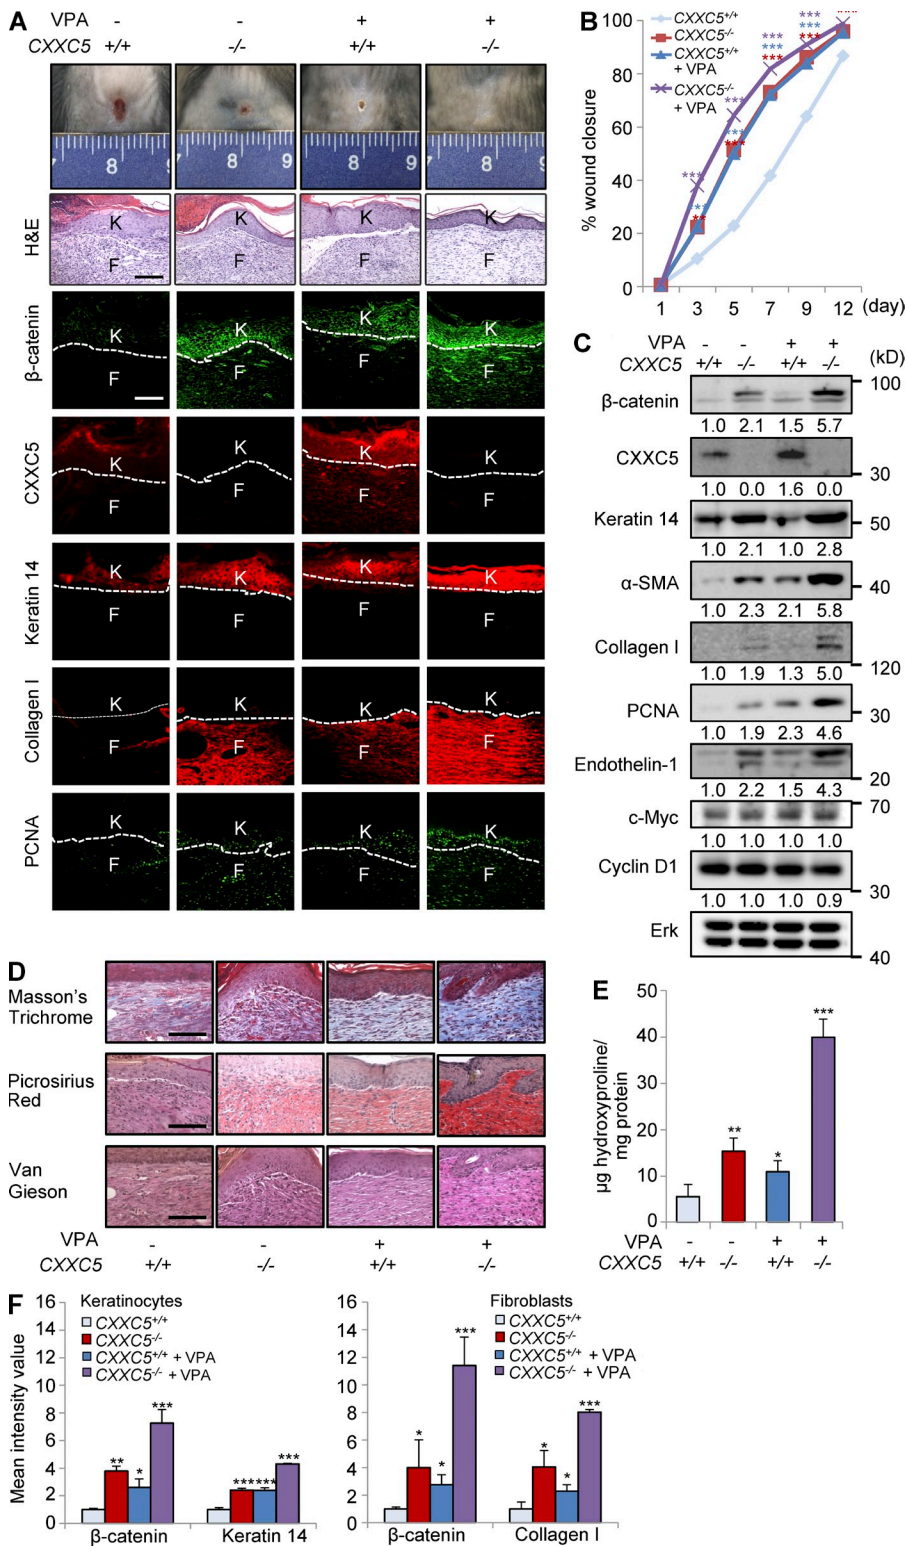 A
VPA - - + +
CXXC5 +/+ -/- +/+ -/-
7 8 9
8 9
7 8 9
7 8 9
H&E
K K K K
F F F F
β-catenin
K K K K
F F F F
CXXC5
K K K K
F F F F
Keratin 14
K K K K
F F F F
Collagen I
K K K K
F F F F
PCNA
K K K K
F F F F
B
CXXC5+/+
CXXC5-/-
CXXC5+/+
+ VPA
CXXC5-/-
+ VPA
% wound closure
100
80
60
40
20
0
1 3 5 7 9 12 (day)
*** *** *** ***
*** *** *** ***
** *** *** ***
C
VPA - - + +
CXXC5 +/+ -/- +/+ -/- (kD)
β-catenin 100
1.0 2.1 1.5 5.7
CXXC5 30
1.0 0.0 1.6 0.0
Keratin 14 50
1.0 2.1 1.0 2.8
α-SMA 40
1.0 2.3 2.1 5.8
Collagen I 120
1.0 1.9 1.3 5.0
PCNA 30
1.0 1.9 2.3 4.6
Endothelin-1 20
1.0 2.2 1.5 4.3
c-Myc 70
1.0 1.0 1.0 1.0
Cyclin D1 30
1.0 1.0 1.0 0.9
Erk 40
D
Masson's
Trichrome
Picrosirius
Red
Van
Gieson
VPA - - + +
CXXC5 +/+ -/- +/+ -/-
E
µg hydroxyproline/
mg protein
50
40
30
20
10
0
** * ***
VPA - - + +
CXXC5 +/+ -/- +/+ -/-
F
Mean intensity value
16
14
12
10
8
6
4
2
0
Keratinocytes
CXXC5+/+
CXXC5-/-
CXXC5+/+ + VPA
CXXC5-/- + VPA
** * *** *** *** ***
β-catenin Keratin 14
16
14
12
10
8
6
4
2
0
Fibroblasts
CXXC5+/+
CXXC5-/-
CXXC5+/+ + VPA
CXXC5-/- + VPA
* * *** * * ***
β-catenin Collagen I